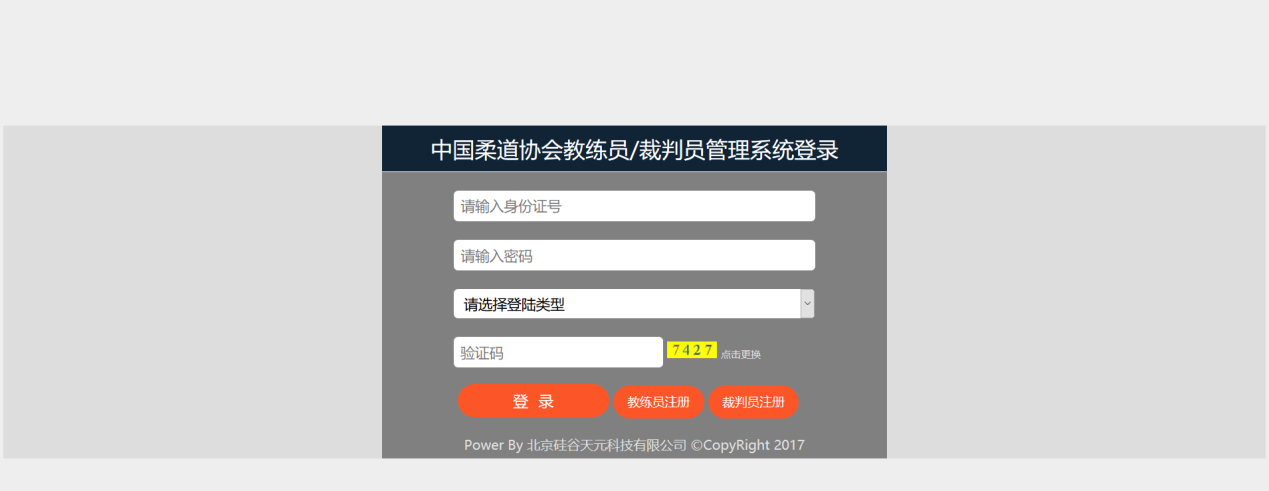 中国柔道协会教练员/裁判员管理系统登录
请输入身份证号
请输入密码
请选择登陆类型
验证码 7427 点击更换
登 录 教练员注册 裁判员注册
Power By 北京硅谷天元科技有限公司 ©CopyRight 2017